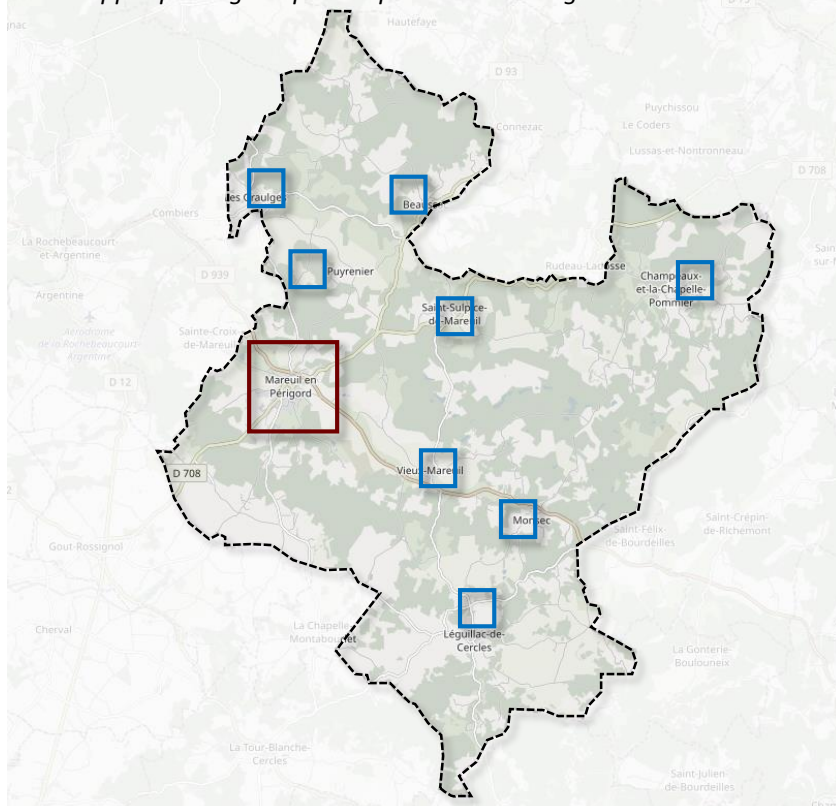 Hautefaye
D 93
Puychissou
Connezac
Le Coders
Lussas-et-Nontronneau
D 708
Les Graulges
Combiers
La Rochebeaucourt-
et-Argentine
D 939
Puyrenier
Rudeau-Ladosse
Champeaux-
et-la-Chapelle-
Pommier
Argentine
Aérodrome
de la Rochebeaucourt-
Argentine
Sainte-Croix-
de-Mareuil
Saint-Sulpice-
de-Mareuil
D 12
Mareuil en
Périgord
D 708
Vieux-Mareuil
Monsec
Saint-Félix-
de-Bourdeilles
Saint-Crépin-
de-Richemont
Gout-Rossignol
Cherval
La Chapelle-
Montabourlet
Léguillac-de-
Cercles
La Gonterie-
Boulouneix
La Tour-Blanche-
Cercles
Saint-Julien
de-Bourdeilles